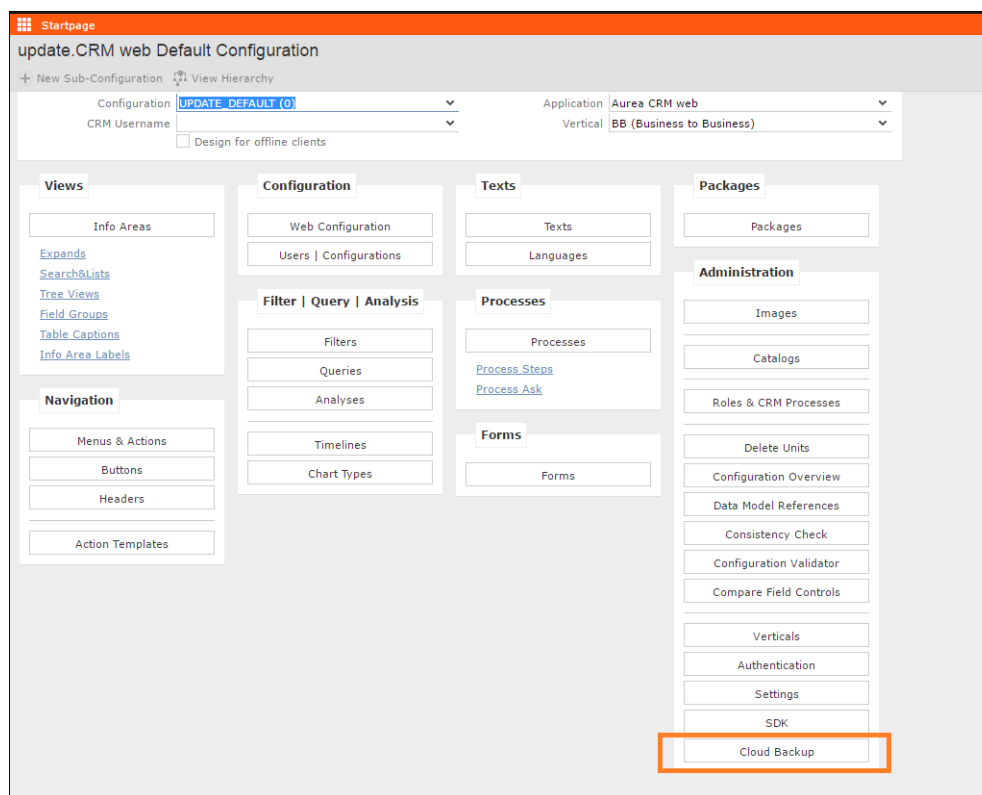 Startpage
update.CRM web Default Configuration
+ New Sub-Configuration View Hierarchy
Configuration UPDATE_DEFAULT (0) Application Aurea CRM web
CRM Username Vertical BB (Business to Business)
Design for offline clients
Views
Info Areas
Expands
Search&Lists
Tree Views
Field Groups
Table Captions
Info Area Labels
Navigation
Menus & Actions
Buttons
Headers
Action Templates
Configuration
Web Configuration
Users | Configurations
Filter | Query | Analysis
Filters
Queries
Analyses
Timelines
Chart Types
Texts
Texts
Languages
Processes
Processes
Process Steps
Process Ask
Forms
Forms
Packages
Packages
Administration
Images
Catalogs
Roles & CRM Processes
Delete Units
Configuration Overview
Data Model References
Consistency Check
Configuration Validator
Compare Field Controls
Verticals
Authentication
Settings
SDK
Cloud Backup